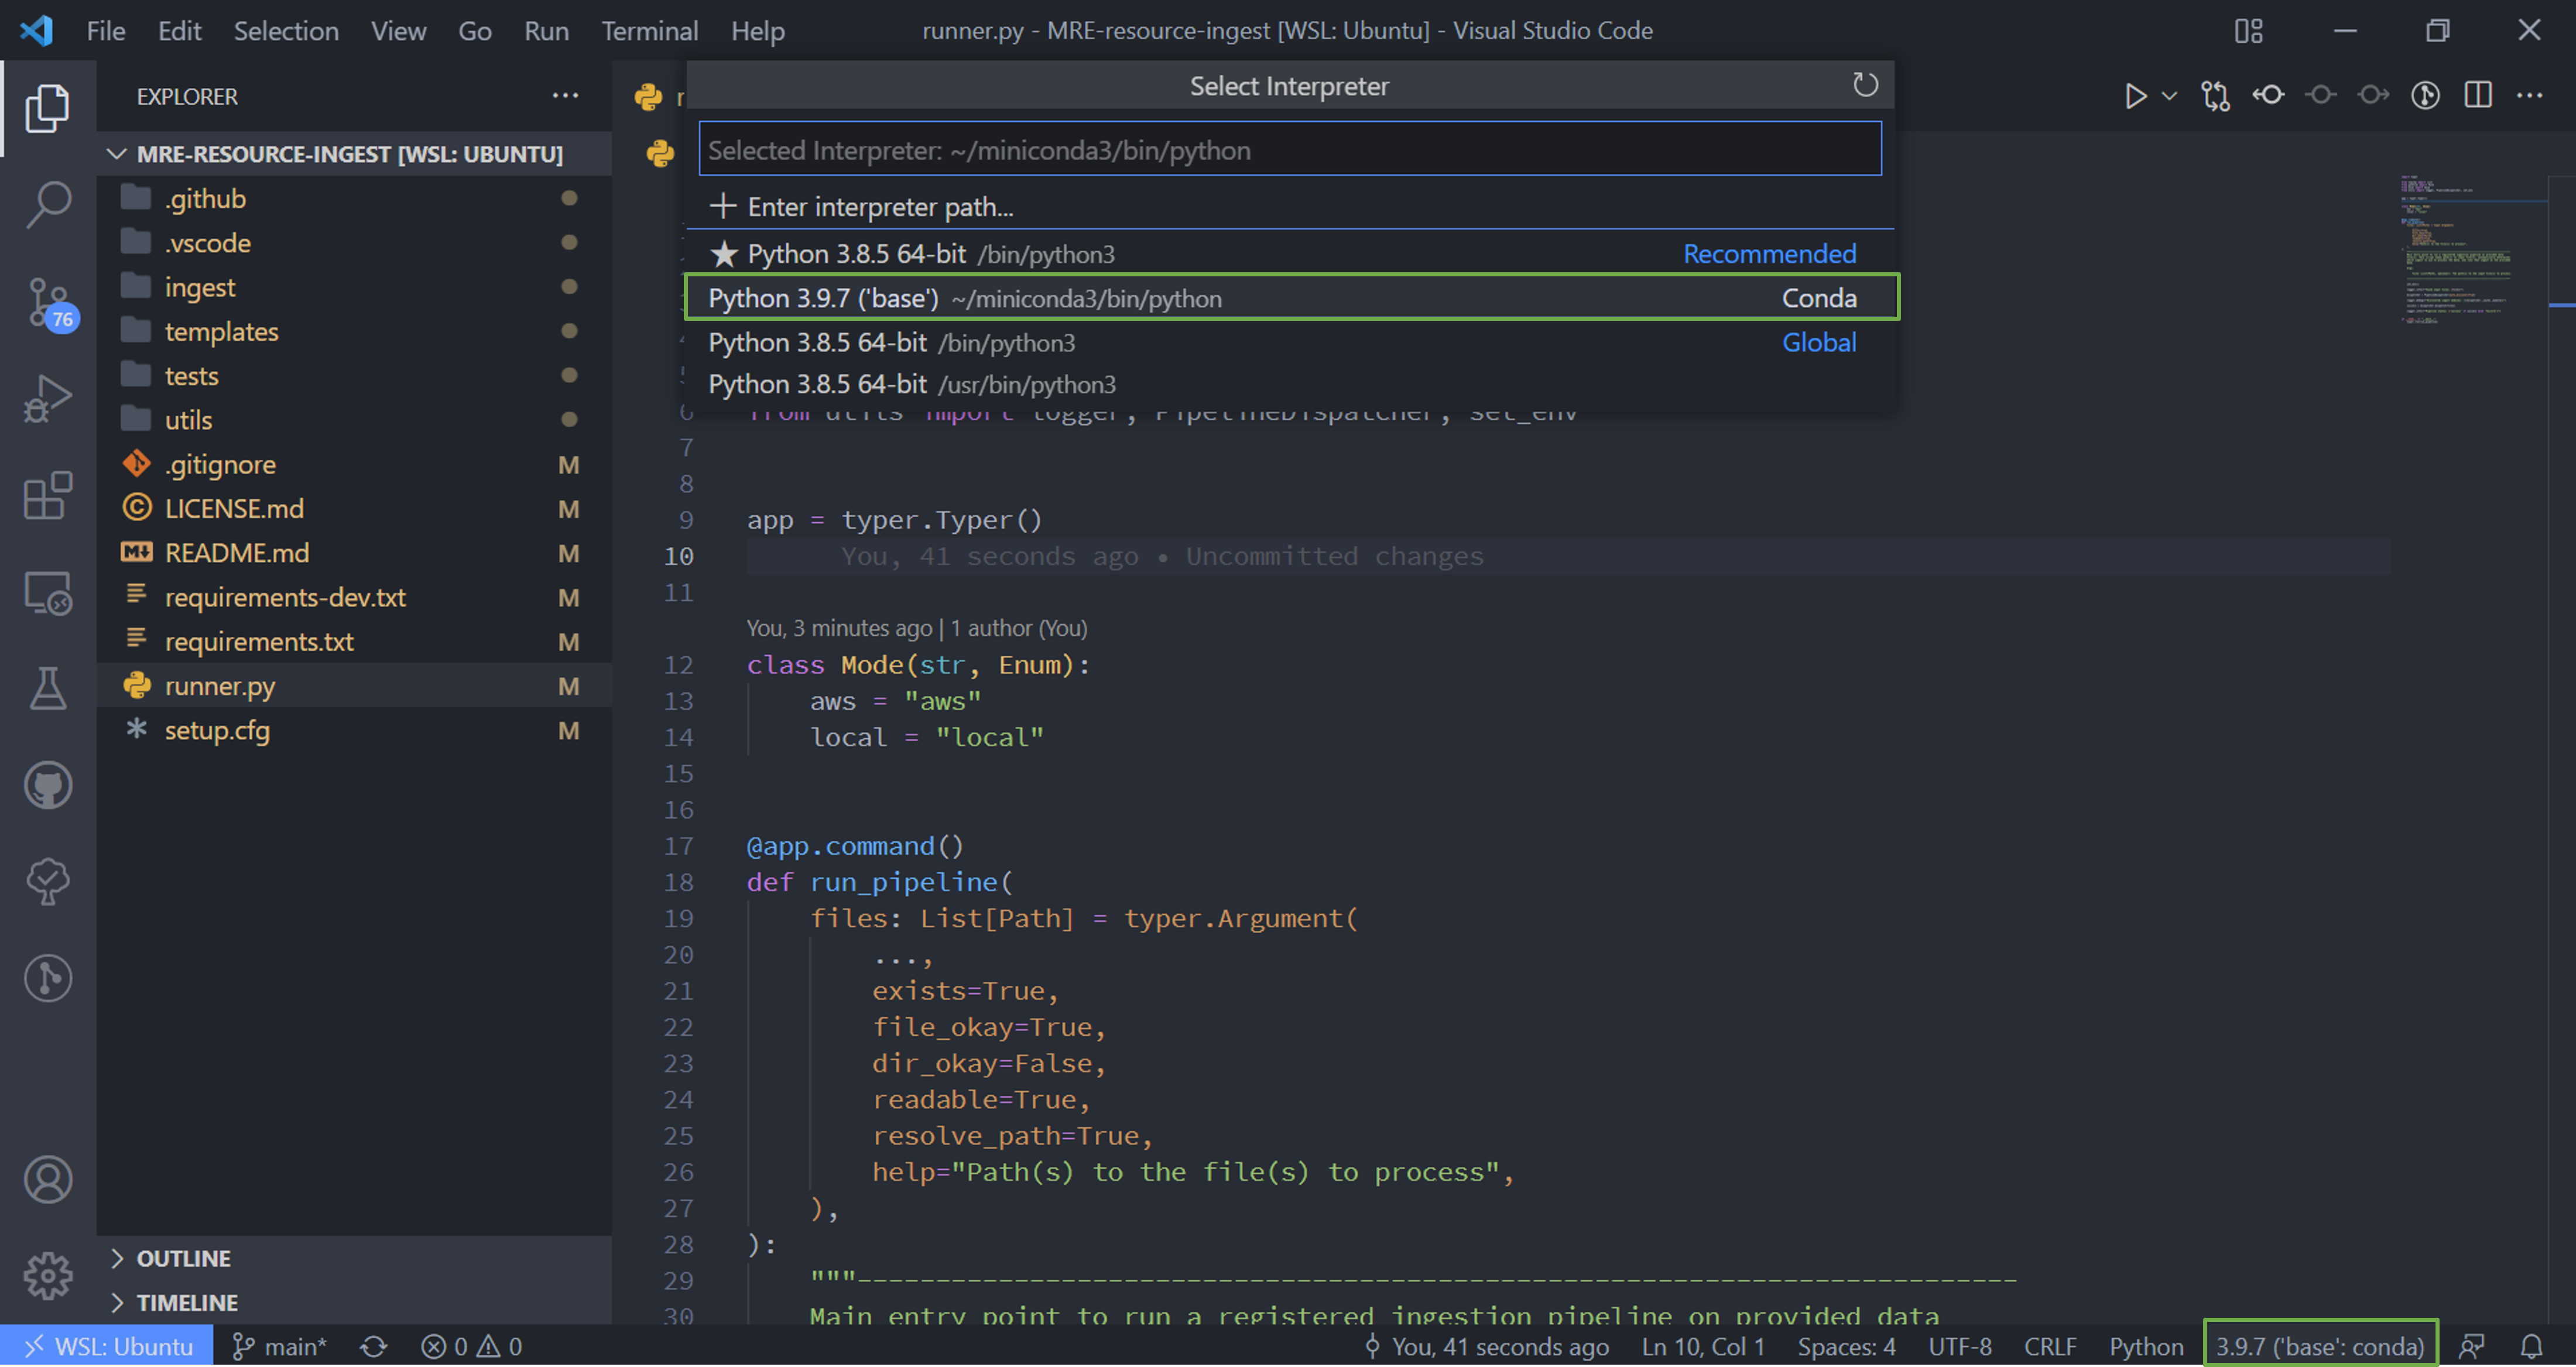 File Edit Selection View Go Run Terminal Help
runner.py - MRE-resource-ingest [WSL: Ubuntu] - Visual Studio Code
EXPLORER
MRE-RESOURCE-INGEST [WSL: UBUNTU]
.github
.vscode
ingest
76
templates
tests
utils
.gitignore M
LICENSE.md M
README.md M
requirements-dev.txt M
requirements.txt M
runner.py M
setup.cfg M
OUTLINE
TIMELINE
Select Interpreter
Selected Interpreter: ~/miniconda3/bin/python
Enter interpreter path...
Python 3.8.5 64-bit /bin/python3 Recommended
Python 3.9.7 ('base') ~/miniconda3/bin/python Conda
Python 3.8.5 64-bit /bin/python3 Global
Python 3.8.5 64-bit /usr/bin/python3
6 from utils import logger, PipelineDispatcher, set_env
7
8
9 app = typer.Typer()
10 You, 41 seconds ago • Uncommitted changes
11
You, 3 minutes ago | 1 author (You)
12 class Mode(str, Enum):
13 aws = "aws"
14 local = "local"
15
16
17 @app.command()
18 def run_pipeline(
19 files: List[Path] = typer.Argument(
20 ...,
21 exists=True,
22 file_okay=True,
23 dir_okay=False,
24 readable=True,
25 resolve_path=True,
26 help="Path(s) to the file(s) to process",
27 ),
28 ):
29 """--------------------------------------------------------------------------
30 Main entry point to run a registered ingestion pipeline on provided data
WSL: Ubuntu main* 0 0 You, 41 seconds ago Ln 10, Col 1 Spaces: 4 UTF-8 CRLF Python 3.9.7 ('base': conda)